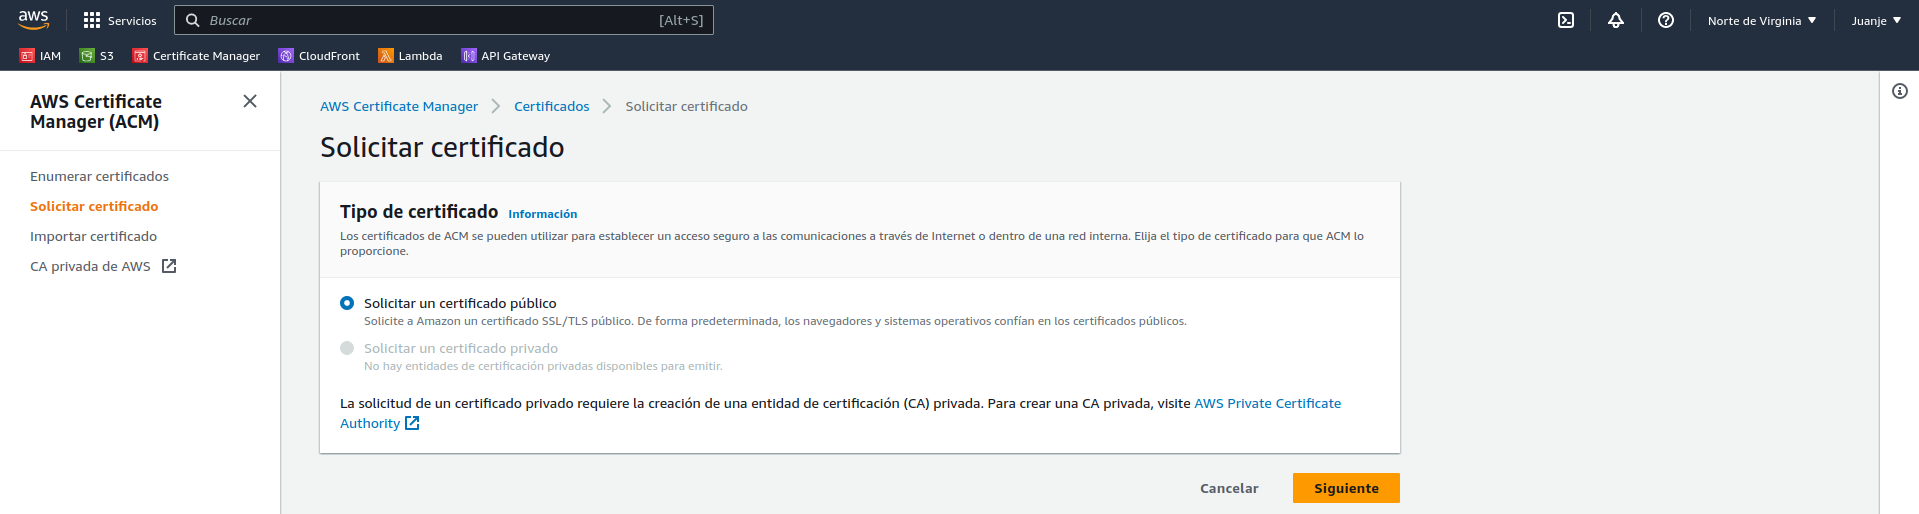 aws
Servicios
Buscar
[Alt+S]
Norte de Virginia
Juanje
IAM
S3
Certificate Manager
CloudFront
Lambda
API Gateway
AWS Certificate
Manager (ACM)
Enumerar certificados
Solicitar certificado
Importar certificado
CA privada de AWS
AWS Certificate Manager
Certificados
Solicitar certificado
Solicitar certificado
Tipo de certificado Información
Los certificados de ACM se pueden utilizar para establecer un acceso seguro a las comunicaciones a través de Internet o dentro de una red interna. Elija el tipo de certificado para que ACM lo
proporcione.
Solicitar un certificado público
Solicite a Amazon un certificado SSL/TLS público. De forma predeterminada, los navegadores y sistemas operativos confían en los certificados públicos.
Solicitar un certificado privado
No hay entidades de certificación privadas disponibles para emitir.
La solicitud de un certificado privado requiere la creación de una entidad de certificación (CA) privada. Para crear una CA privada, visite AWS Private Certificate
Authority
Cancelar
Siguiente